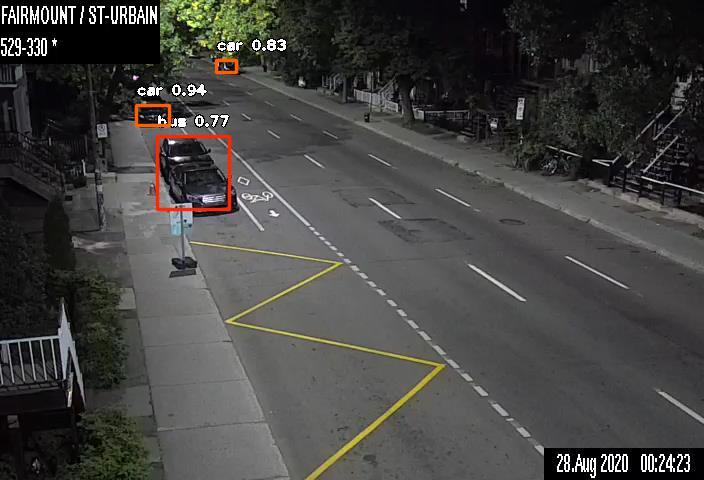 FAIRMOUNT / ST-URBAIN
529-330 *
car 0.83
car 0.94
bus 0.77
28.Aug 2020 00:24:23